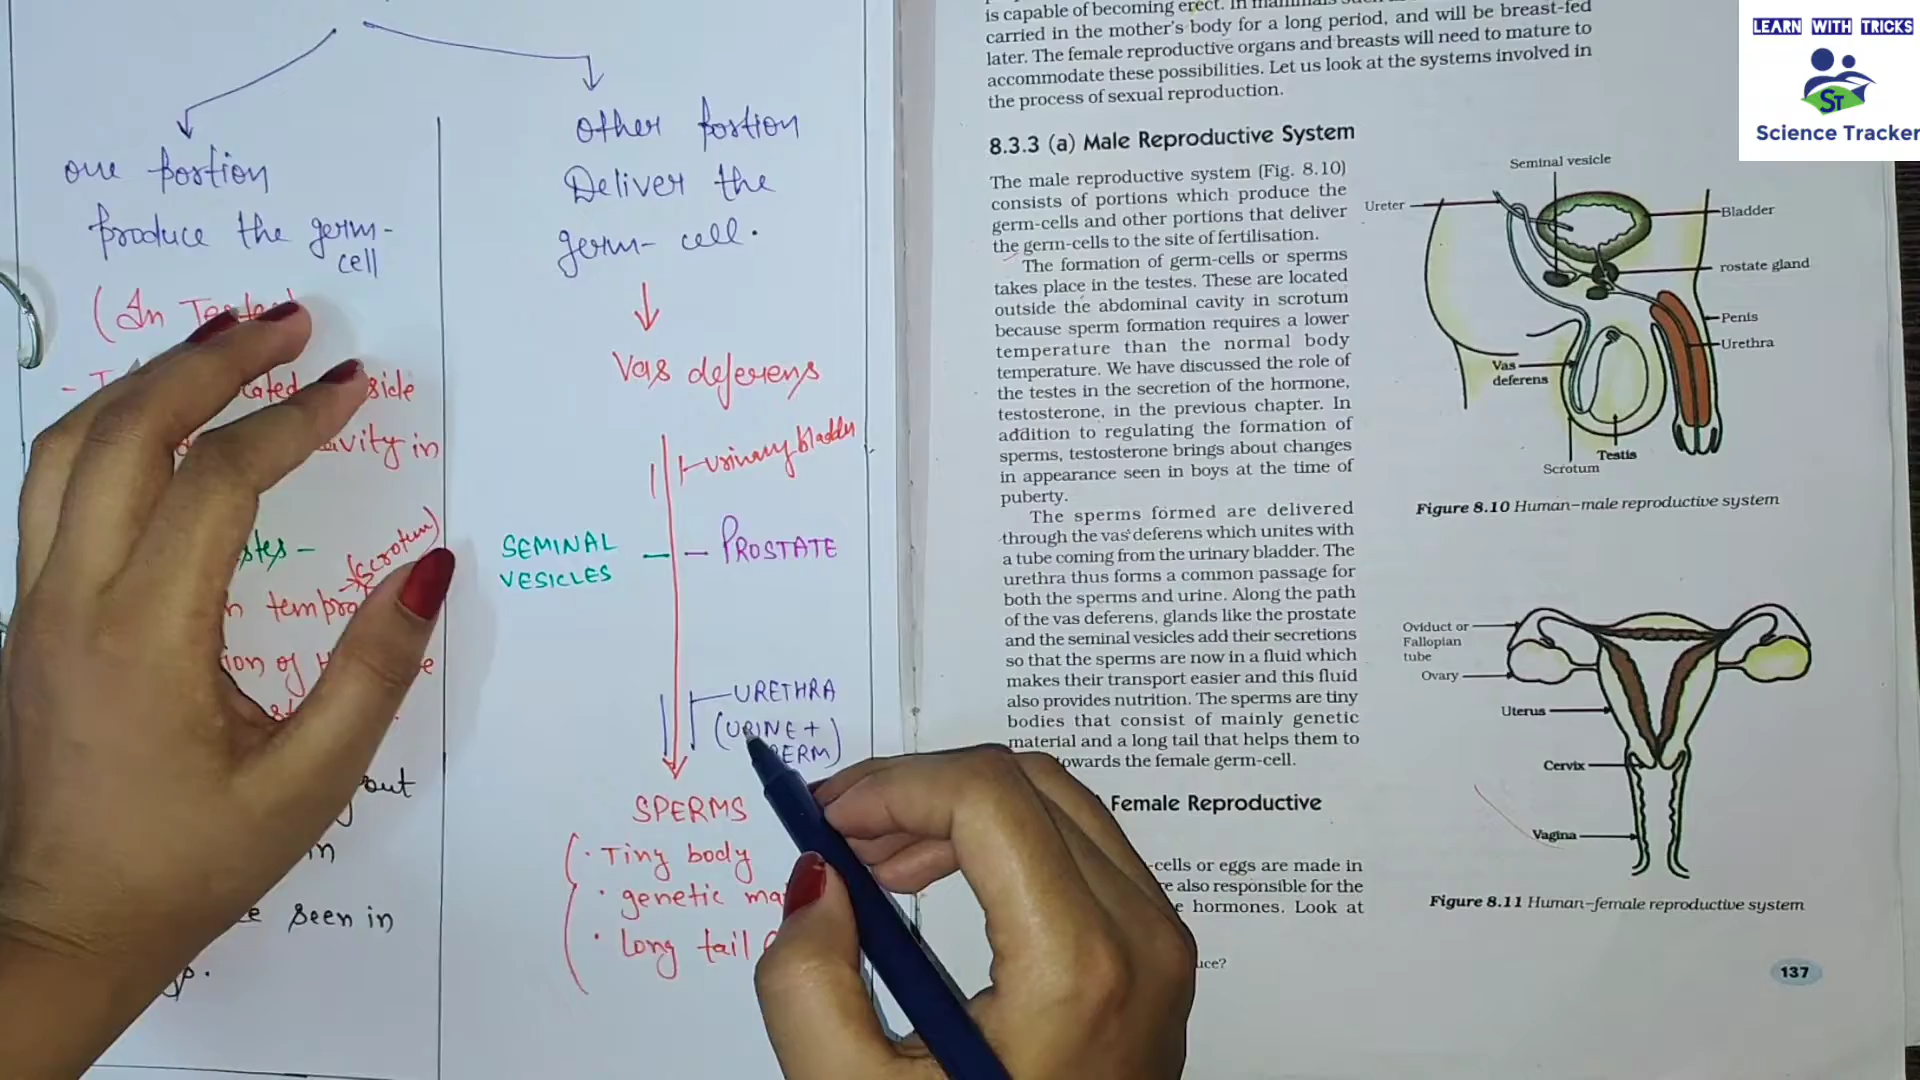 one portion
produce the germ-
cell
(In Testes)
side
cavity in
(scrotum)
out
seen in
Other portion
Deliver the
germ- cell.
Vas deferens
urinary bladder
SEMINAL
VESICLES
PROSTATE
URETHRA
(URINE +
SPERMS
· Tiny body
· genetic
· Long tail
is capable of becoming erect. In
carried in the mother's body for a long period, and will be breast-fed
later. The female reproductive organs and breasts will need to mature to
accommodate these possibilities. Let us look at the systems involved in
the process of sexual reproduction.
8.3.3 (a) Male Reproductive System
The male reproductive system (Fig. 8.10)
consists of portions which produce the
germ-cells and other portions that deliver
the germ-cells to the site of fertilisation.
The formation of germ-cells or sperms
takes place in the testes. These are located
outside the abdominal cavity in scrotum
because sperm formation requires a lower
temperature than the normal body
temperature. We have discussed the role of
the testes in the secretion of the hormone,
testosterone, in the previous chapter. In
addition to regulating the formation of
sperms, testosterone brings about changes
in appearance seen in boys at the time of
puberty.
The sperms formed are delivered
through the vas deferens which unites with
a tube coming from the urinary bladder. The
urethra thus forms a common passage for
both the sperms and urine. Along the path
of the vas deferens, glands like the prostate
and the seminal vesicles add their secretions
so that the sperms are now in a fluid which
makes their transport easier and this fluid
also provides nutrition. The sperms are tiny
bodies that consist of mainly genetic
material and a long tail that helps them to
towards the female germ-cell.
Female Reproductive
-cells or eggs are made in
are also responsible for the
hormones. Look at
Seminal vesicle
Ureter
Bladder
rostate gland
Penis
Urethra
Vas
deferens
Testis
Scrotum
Figure 8.10 Human–male reproductive system
Oviduct or
Fallopian
tube
Ovary
Uterus
Cervix
Vagina
Figure 8.11 Human–female reproductive system
137
LEARN WITH TRICKS
ST
Science Tracker